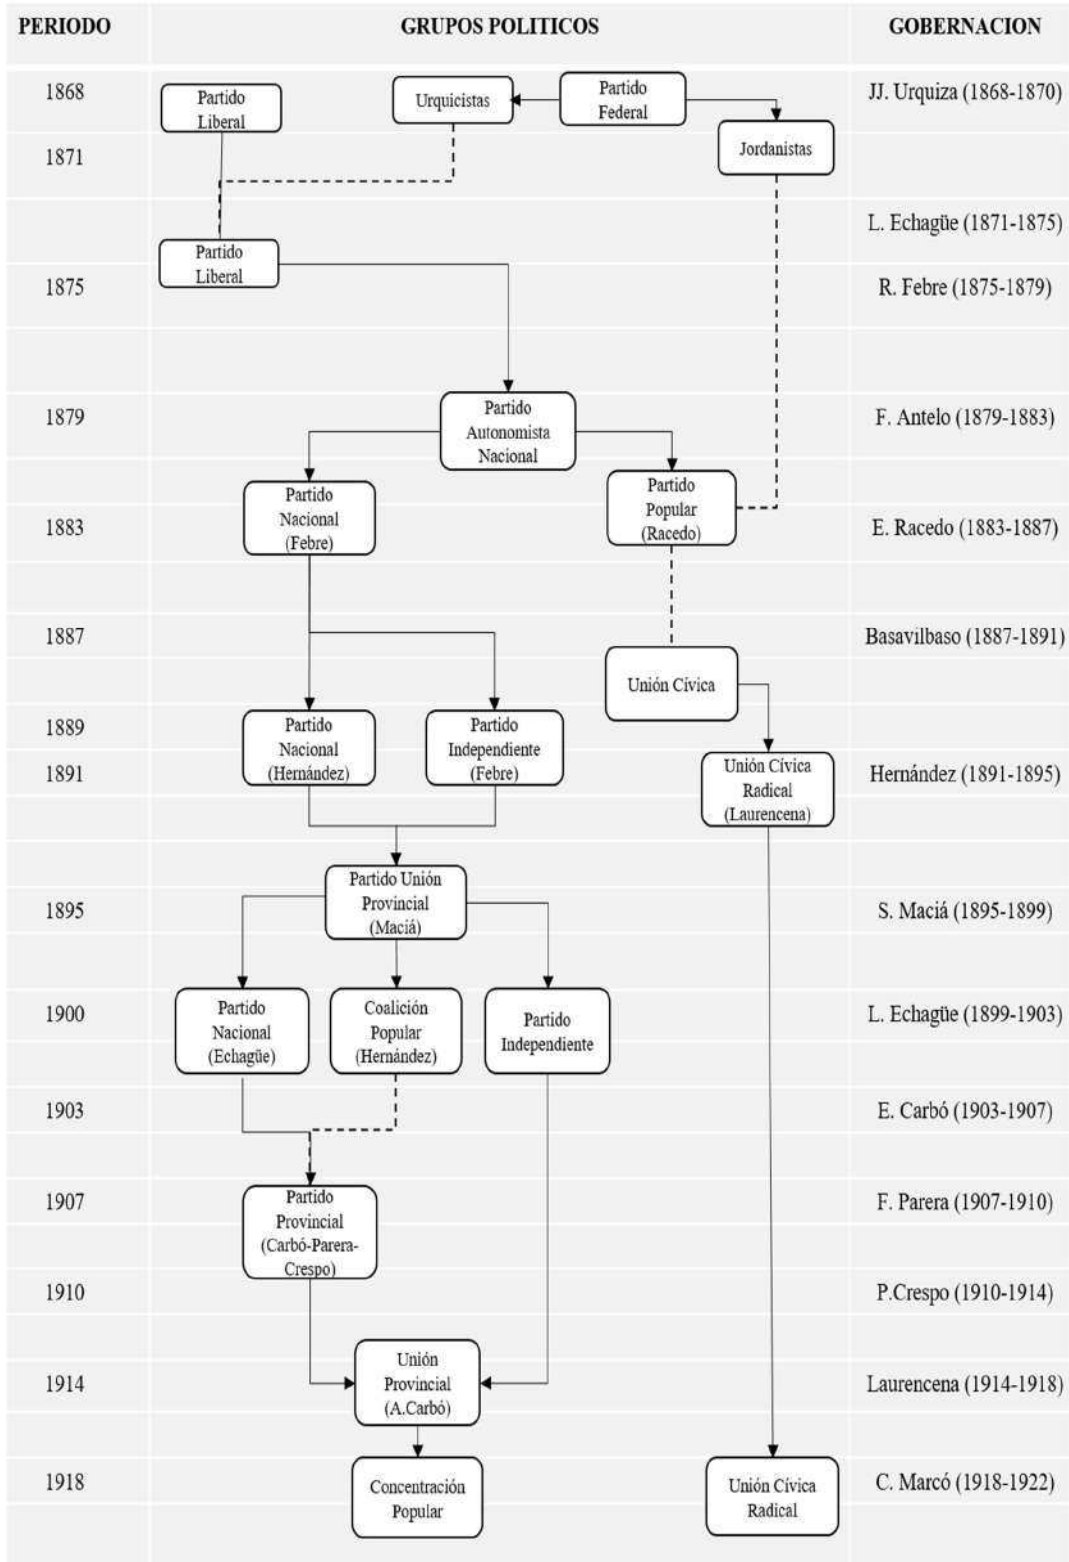 PERIODO GRUPOS POLITICOS GOBERNACION
1868 JJ. Urquiza (1868-1870)
Partido
Liberal
Urquicistas
Partido
Federal
Jordanistas
1871
L. Echagüe (1871-1875)
Partido
Liberal
1875 R. Febre (1875-1879)
1879 F. Antelo (1879-1883)
Partido
Autonomista
Nacional
Partido
Nacional
(Febre)
Partido
Popular
(Racedo)
1883 E. Racedo (1883-1887)
1887 Basavilbaso (1887-1891)
Unión Cívica
1889
Partido
Nacional
(Hernández)
Partido
Independiente
(Febre)
1891 Hernández (1891-1895)
Unión Cívica
Radical
(Laurencena)
Partido Unión
Provincial
(Maciá)
1895 S. Maciá (1895-1899)
1900 L. Echagüe (1899-1903)
Partido
Nacional
(Echagüe)
Coalición
Popular
(Hernández)
Partido
Independiente
1903 E. Carbó (1903-1907)
1907 F. Parera (1907-1910)
Partido
Provincial
(Carbó-Parera-
Crespo)
1910 P.Crespo (1910-1914)
1914 Laurencena (1914-1918)
Unión
Provincial
(A.Carbó)
1918 C. Marcó (1918-1922)
Concentración
Popular
Unión Cívica
Radical